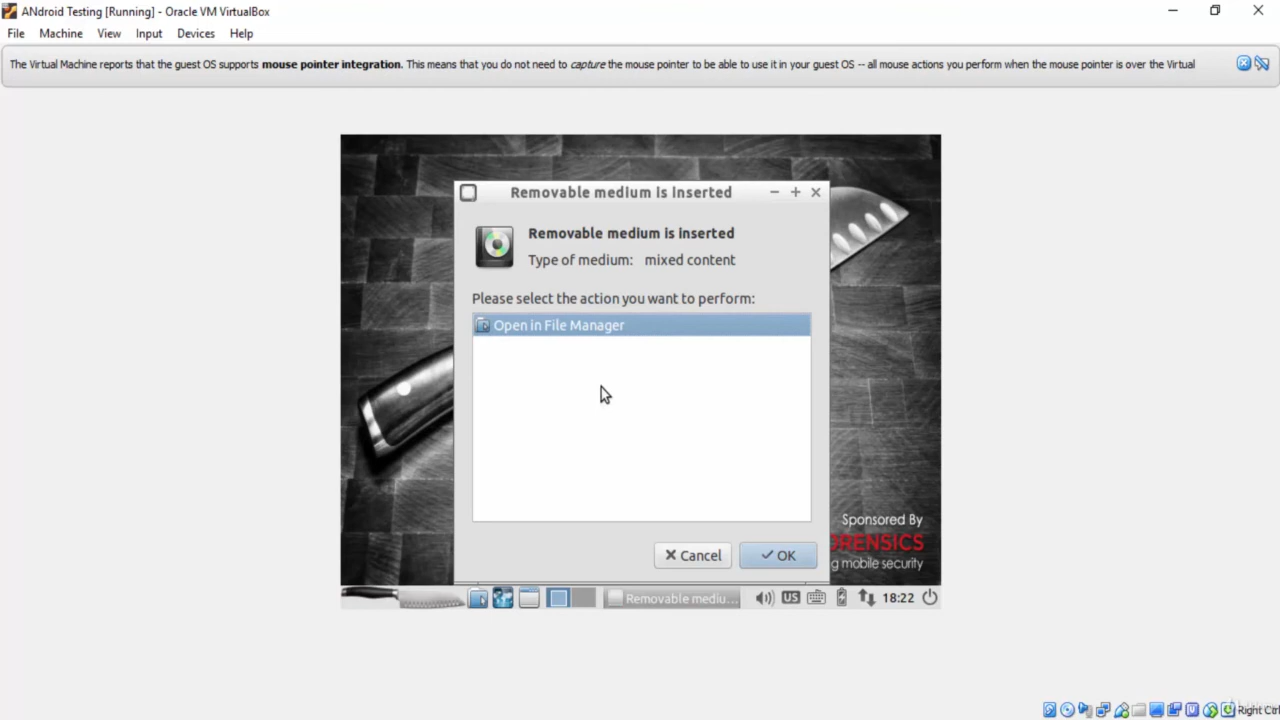 ANdroid Testing [Running] - Oracle VM VirtualBox
File Machine View Input Devices Help
The Virtual Machine reports that the guest OS supports mouse pointer integration. This means that you do not need to capture the mouse pointer to be able to use it in your guest OS -- all mouse actions you perform when the mouse pointer is over the Virtual
Removable medium is inserted
Removable medium is inserted
Type of medium: mixed content
Please select the action you want to perform:
Open in File Manager
Cancel OK
Sponsored By
ORENSICS
g mobile security
Removable mediu... US 18:22
Right Ctrl